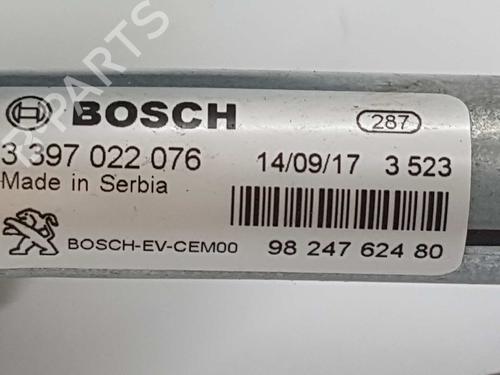 BOSCH
287
3 397 022 076 14/09/17 3 523
Made in Serbia
BOSCH-EV-CEM00 98 247 624 80
PARTS